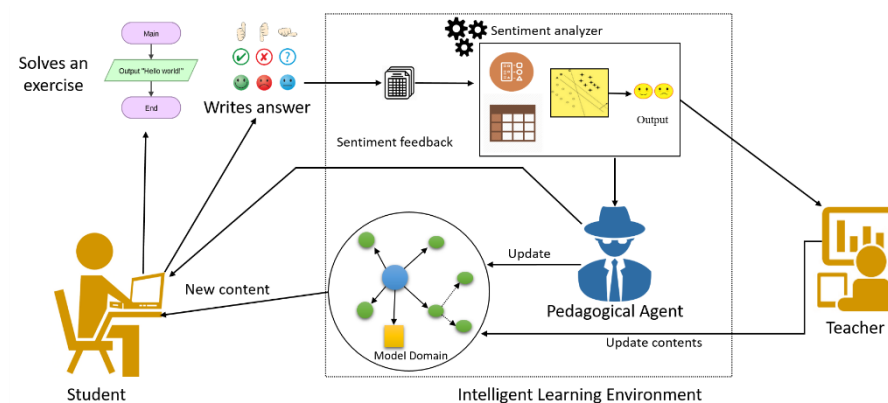 Solves an
exercise
Main
Output "Hello world!"
End
Writes answer
Sentiment analyzer
Output
Sentiment feedback
Update
New content
Pedagogical Agent
Model Domain
Update contents
Teacher
Student
Intelligent Learning Environment